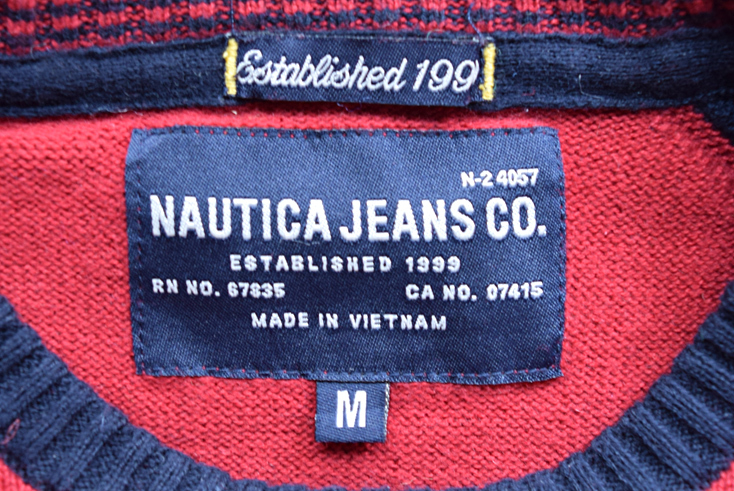 Established 199
N-2 4057
NAUTICA JEANS CO.
ESTABLISHED 1999
RN NO. 67835
CA NO. 07415
MADE IN VIETNAM
M